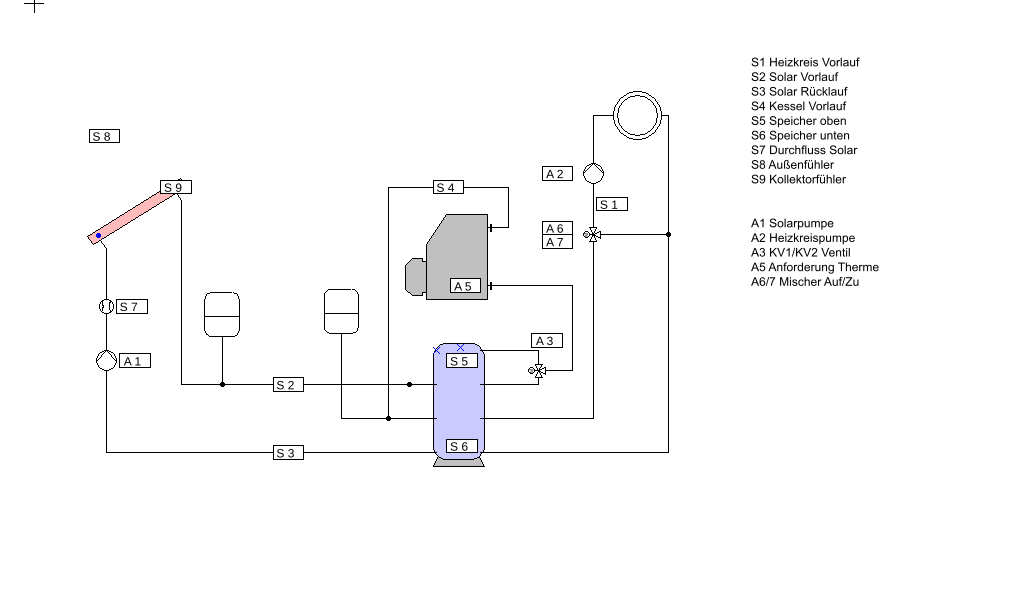 S1 Heizkreis Vorlauf
S2 Solar Vorlauf
S3 Solar Rücklauf
S4 Kessel Vorlauf
S5 Speicher oben
S6 Speicher unten
S7 Durchfluss Solar
S8 Außenfühler
S9 Kollektorfühler
A1 Solarpumpe
A2 Heizkreispumpe
A3 KV1/KV2 Ventil
A5 Anforderung Therme
A6/7 Mischer Auf/Zu
S 8
A 2
S 9
S 4
S 1
A 6
A 7
A 5
S 7
A 3
A 1
S 5
S 2
S 6
S 3